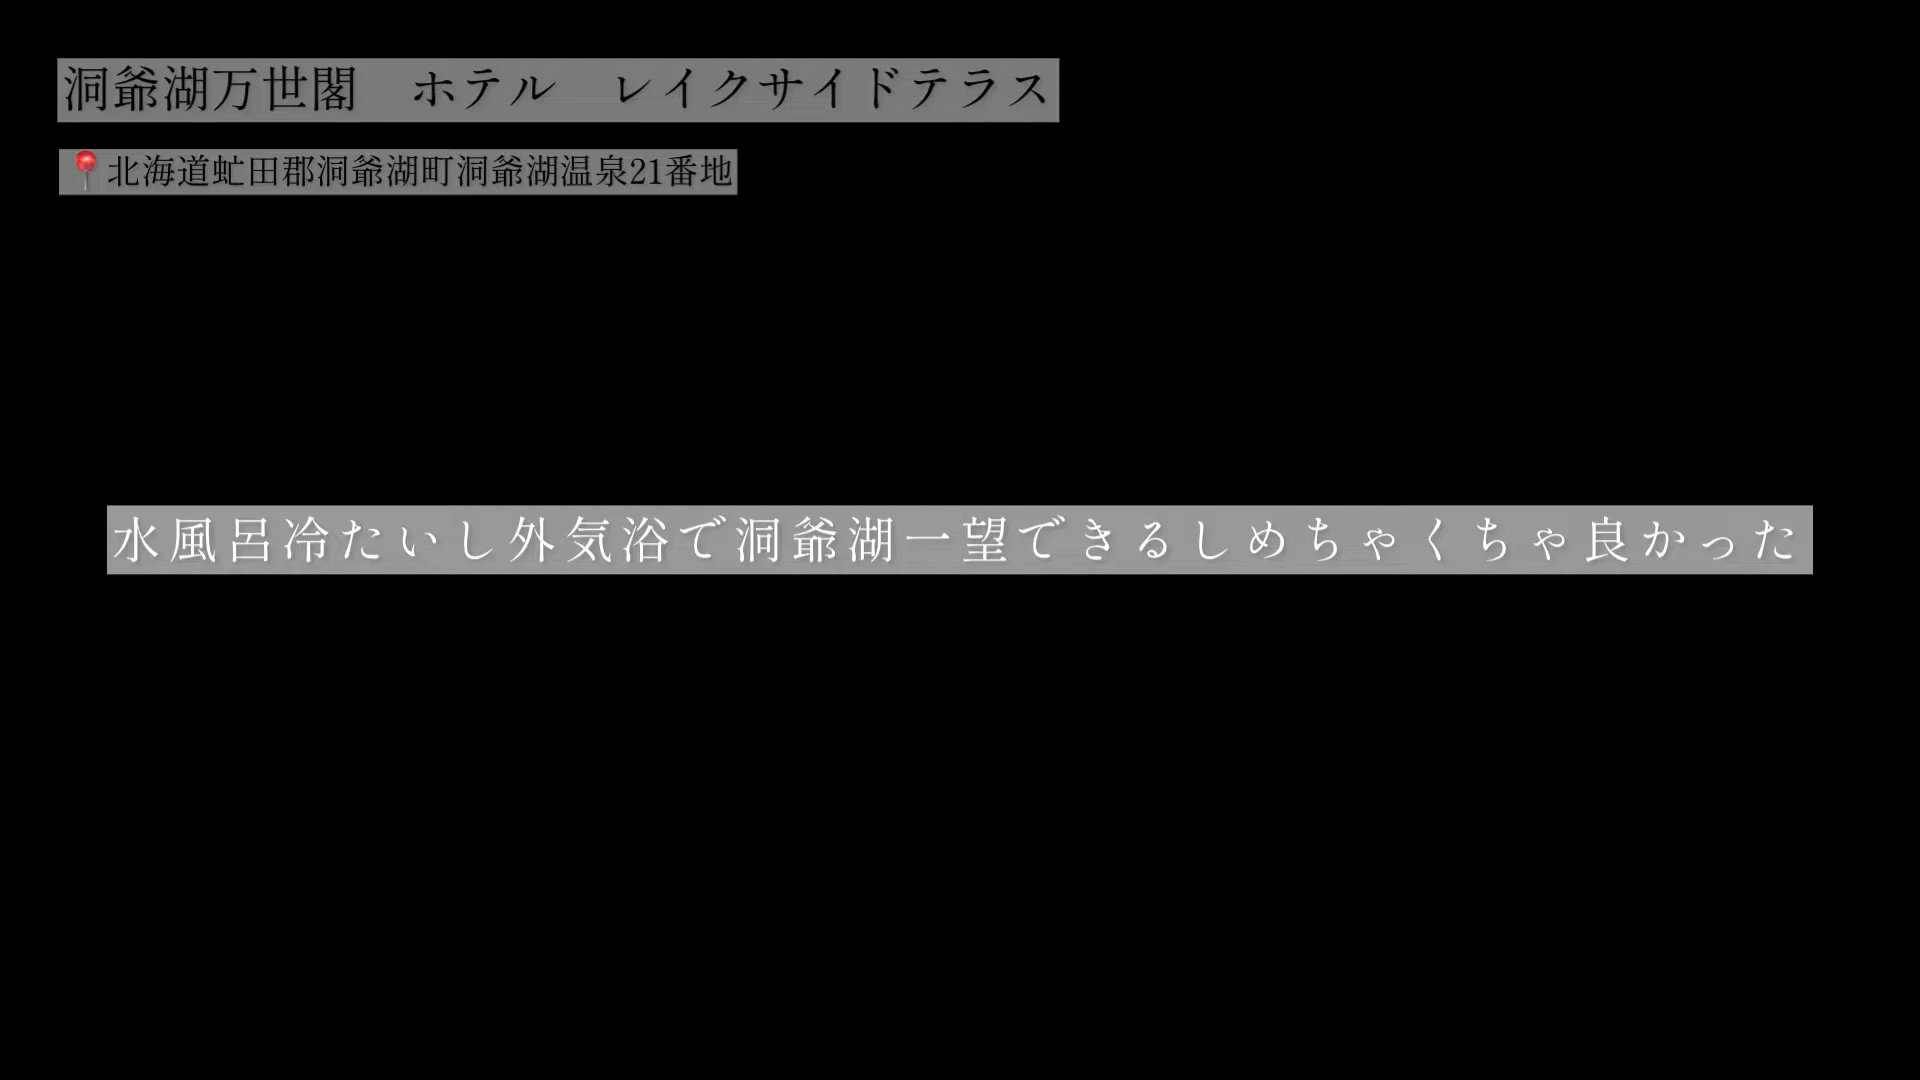 洞爺湖万世閣　ホテル　レイクサイドテラス
📍北海道虻田郡洞爺湖町洞爺湖温泉21番地
水風呂冷たいし外気浴で洞爺湖一望できるしめちゃくちゃ良かった